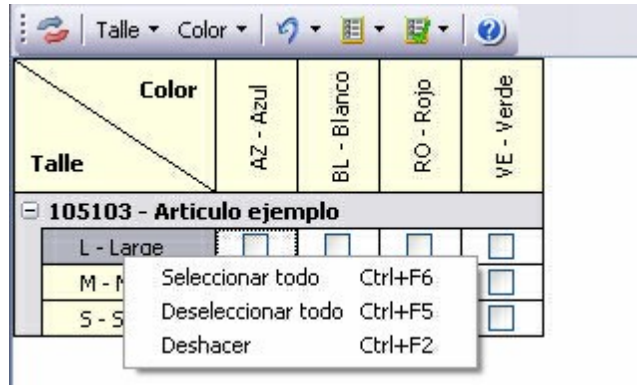 Talle Color
Color
Talle
AZ - Azul
BL - Blanco
RO - Rojo
VE - Verde
105103 - Articulo ejemplo
L - Large
M - M
S - S
Seleccionar todo Ctrl+F6
Deseleccionar todo Ctrl+F5
Deshacer Ctrl+F2